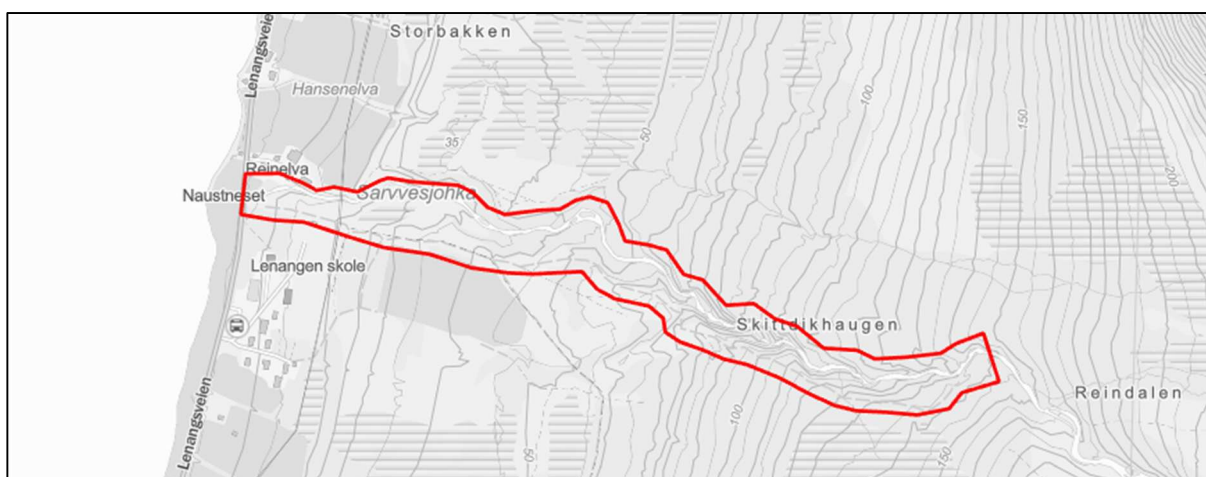 Storbakken
Lenangsveien
Hansenelva
100
50
35
150
Reinelva
200
Naustneset
Sarvvesjohka
Lenangen skole
Skittdikhaugen
Reindalen
Lenangsveien
100
50
150